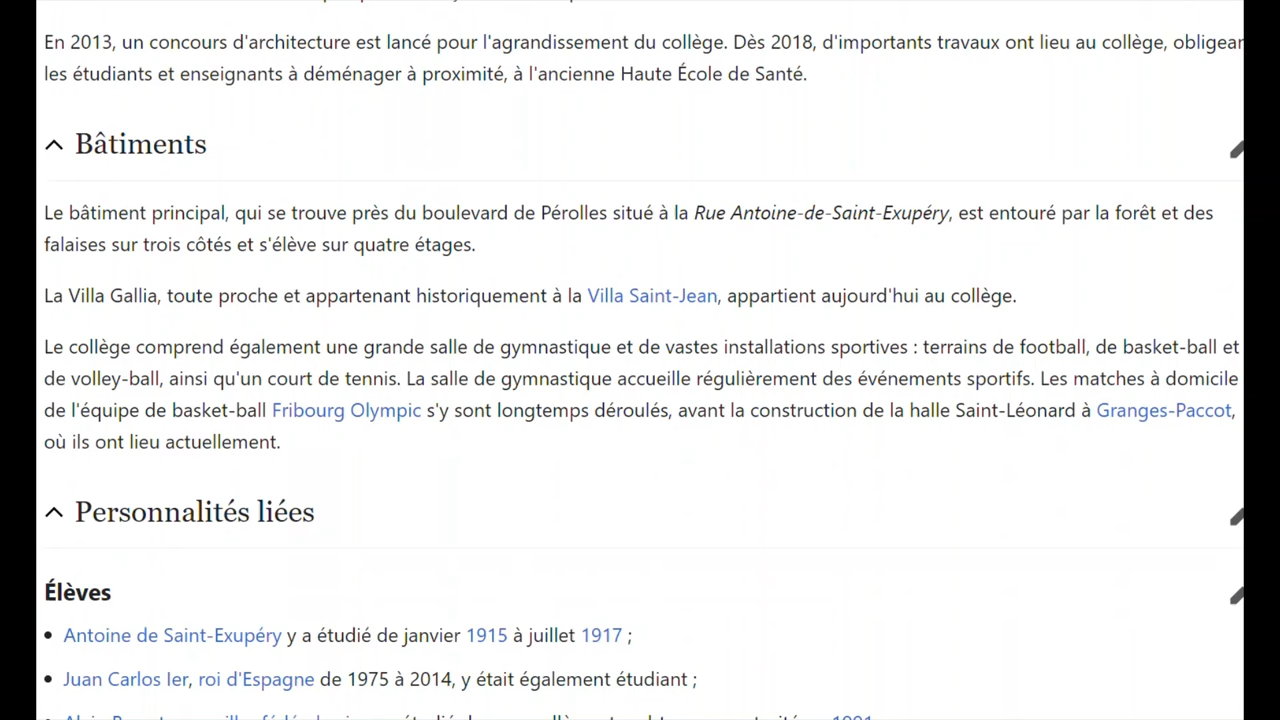 En 2013, un concours d'architecture est lancé pour l'agrandissement du collège. Dès 2018, d'importants travaux ont lieu au collège,
les étudiants et enseignants à déménager à proximité, à l'ancienne Haute École de Santé.
Bâtiments
Le bâtiment principal, qui se trouve près du boulevard de Pérolles situé à la Rue Antoine-de-Saint-Exupéry, est entouré par la forêt et des
falaises sur trois côtés et s'élève sur quatre étages.
La Villa Gallia, toute proche et appartenant historiquement à la Villa Saint-Jean, appartient aujourd'hui au collège.
Le collège comprend également une grande salle de gymnastique et de vastes installations sportives : terrains de football, de basket-ball et
de volley-ball, ainsi qu'un court de tennis. La salle de gymnastique accueille régulièrement des événements sportifs. Les matches à domicile
de l'équipe de basket-ball Fribourg Olympic s'y sont longtemps déroulés, avant la construction de la halle Saint-Léonard à Granges-Paccot,
où ils ont lieu actuellement.
Personnalités liées
Élèves
• Antoine de Saint-Exupéry y a étudié de janvier 1915 à juillet 1917 ;
• Juan Carlos Ier, roi d'Espagne de 1975 à 2014, y était également étudiant ;